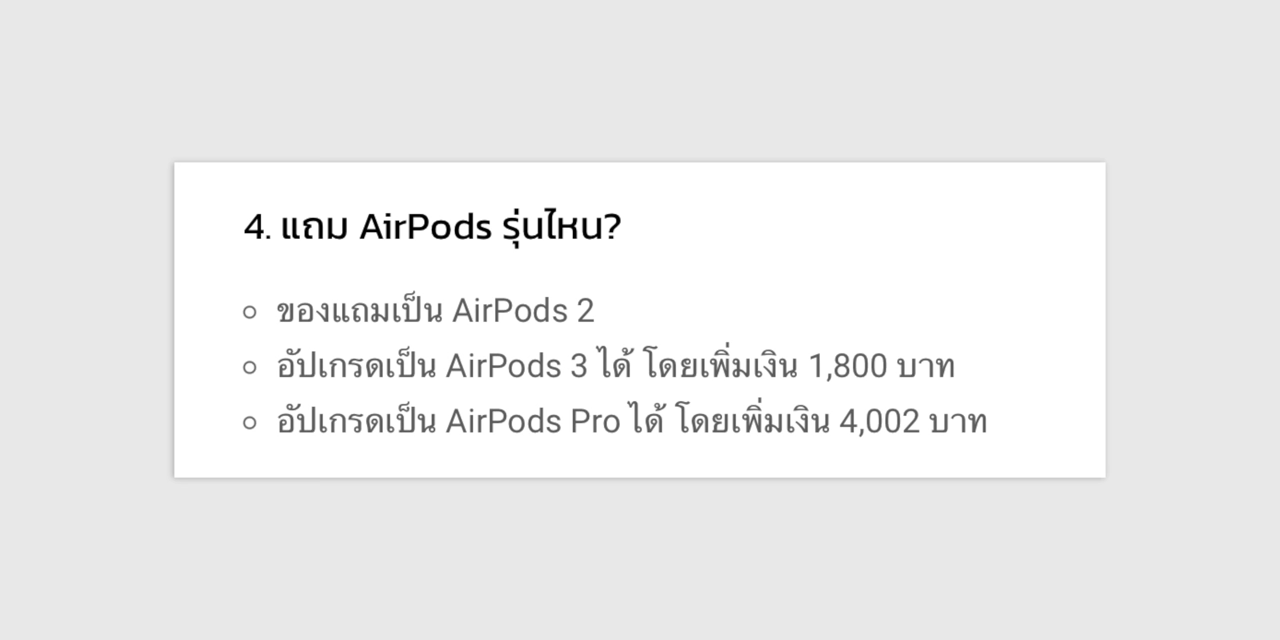 4. แถม AirPods รุ่นไหน?
ของแถมเป็น AirPods 2
อัปเกรดเป็น AirPods 3 ได้ โดยเพิ่มเงิน 1,800 บาท
อัปเกรดเป็น AirPods Pro ได้ โดยเพิ่มเงิน 4,002 บาท